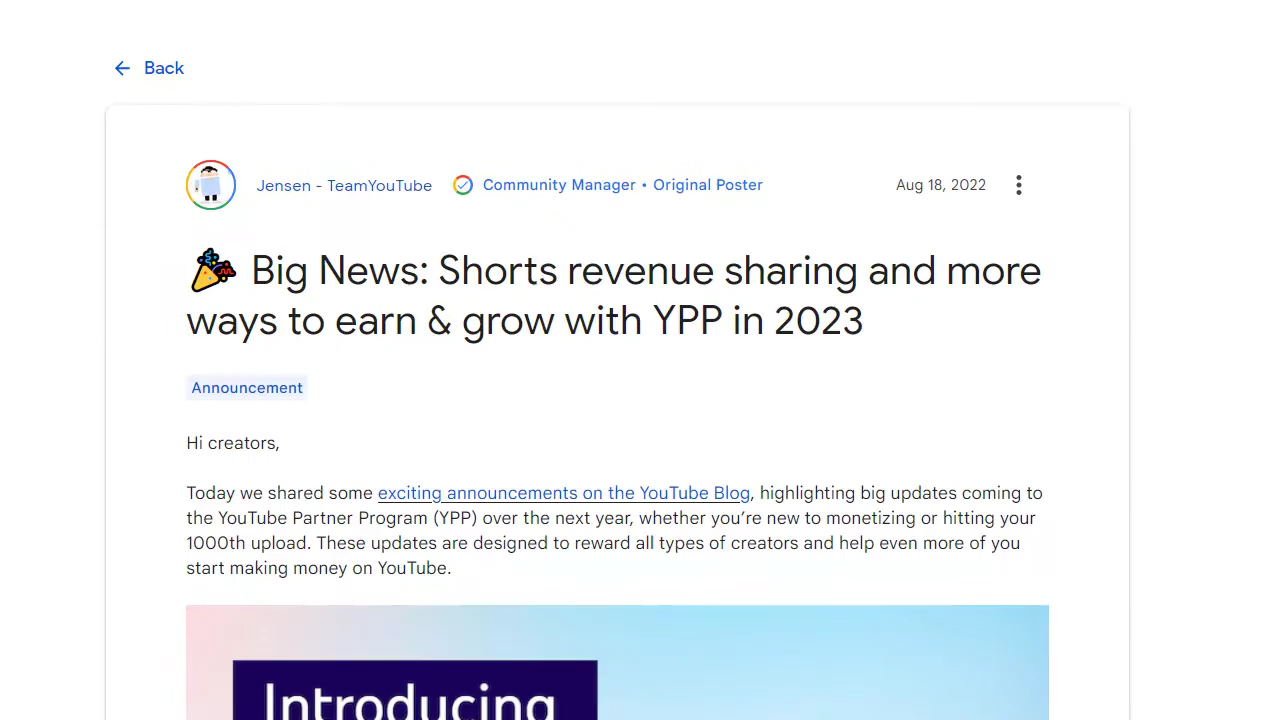 Back
Jensen - TeamYouTube Community Manager • Original Poster Aug 18, 2022
🎉 Big News: Shorts revenue sharing and more
ways to earn & grow with YPP in 2023
Announcement
Hi creators,
Today we shared some exciting announcements on the YouTube Blog, highlighting big updates coming to
the YouTube Partner Program (YPP) over the next year, whether you’re new to monetizing or hitting your
1000th upload. These updates are designed to reward all types of creators and help even more of you
start making money on YouTube.
Introducing